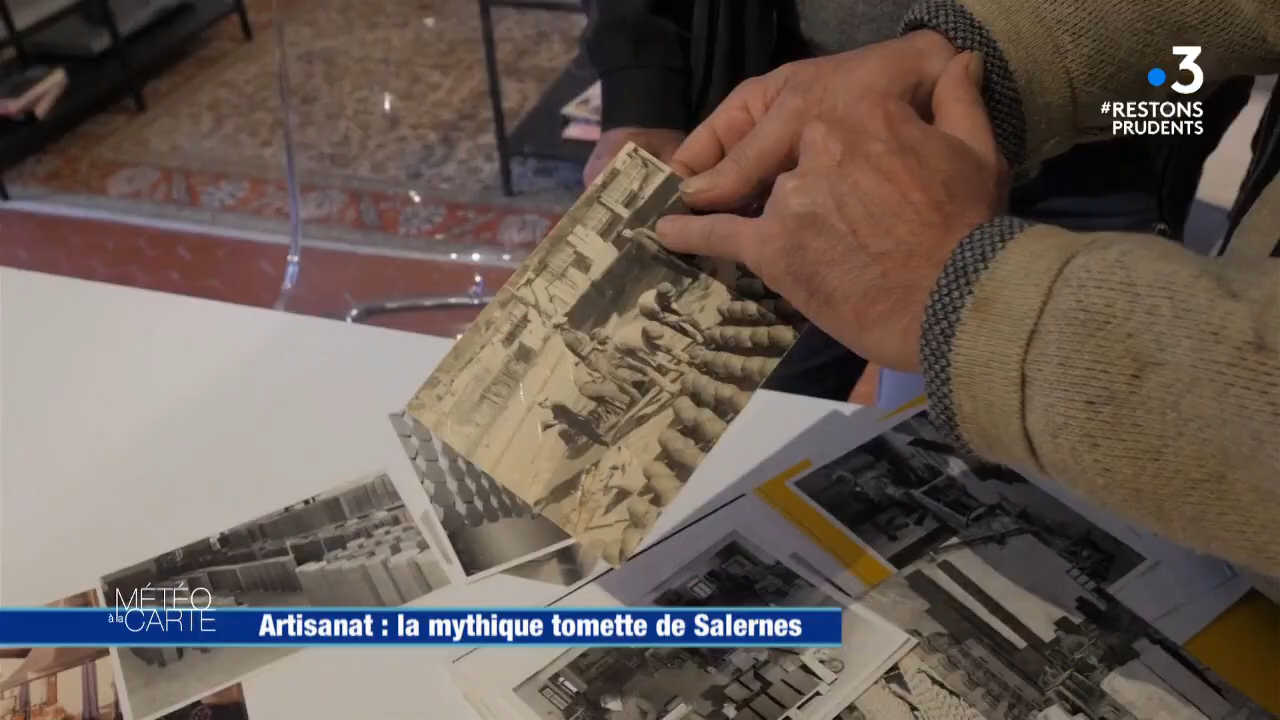 3
#RESTONS
PRUDENTS
MÉTÉO
à la CARTE
Artisanat : la mythique tomette de Salernes